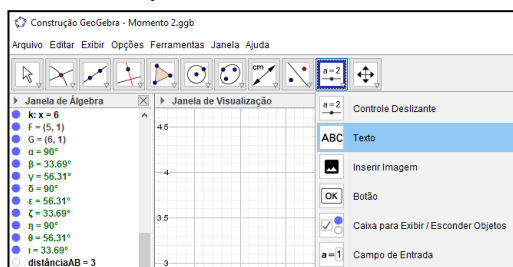 Construção GeoGebra - Momento 2.ggb
Arquivo Editar Exibir Opções Ferramentas Janela Ajuda
cm
a=2
Janela de Álgebra
Janela de Visualização
k: x = 6
F = (5, 1)
G = (6, 1)
α = 90°
β = 33.69°
γ = 56.31°
δ = 90°
ε = 56.31°
ζ = 33.69°
η = 90°
θ = 56.31°
ι = 33.69°
distânciaAB = 3
4.5
4
3.5
3
a=2 Controle Deslizante
ABC Texto
Inserir Imagem
OK Botão
Caixa para Exibir / Esconder Objetos
a=1 Campo de Entrada